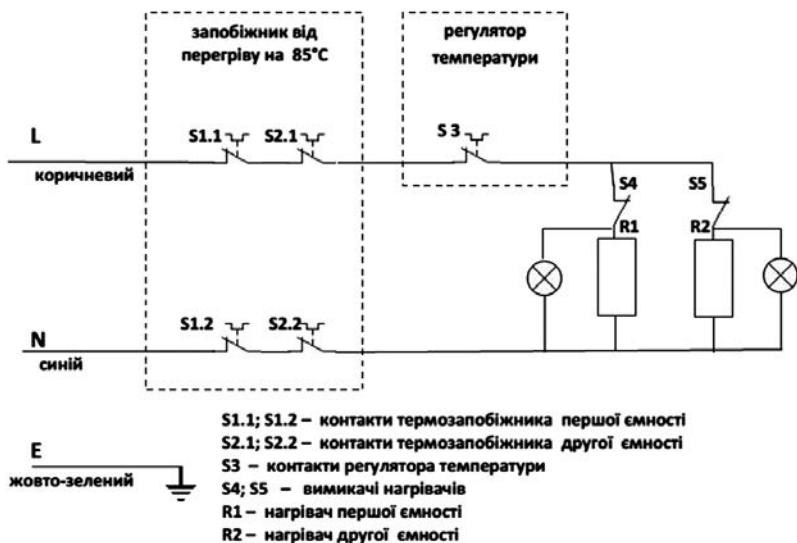 запобіжник від
перегріву на 85°С
регулятор
температури
L
S1.1
S2.1
S 3
коричневий
S4
S5
R1
R2
N
S1.2
S2.2
синій
S1.1; S1.2 – контакти термозапобіжника першої ємності
S2.1; S2.2 – контакти термозапобіжника другої ємності
E
S3 – контакти регулятора температури
жовто-зелений
S4; S5 – вимикачі нагрівачів
R1 – нагрівач першої ємності
R2 – нагрівач другої ємності